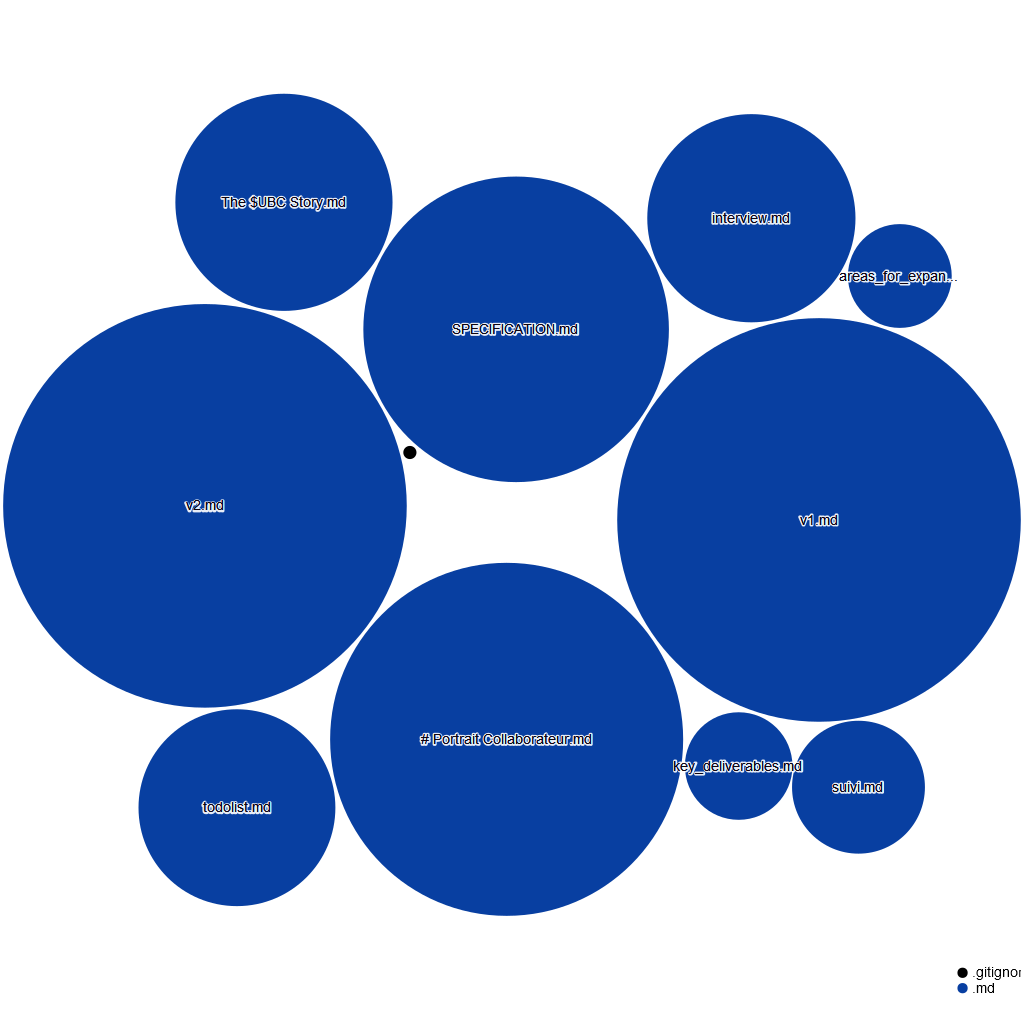 The $UBC Story.md
interview.md
areas_for_expan...
SPECIFICATION.md
v2.md
v1.md
# Portrait Collaborateur.md
key_deliverables.md
suivi.md
todolist.md
.gitignor
.md